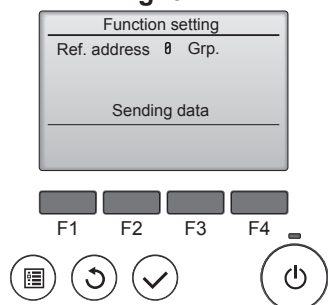 Function setting
Ref. address 0 Grp.
Sending data
F1 F2 F3 F4